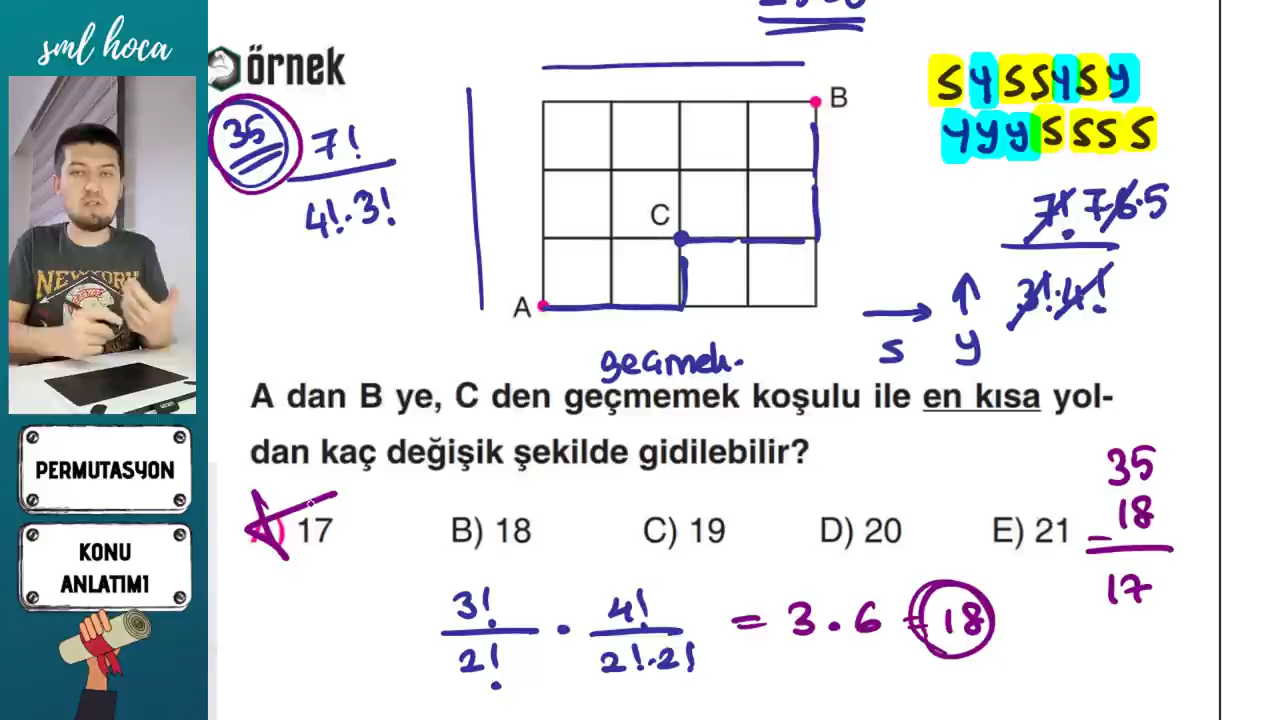 sml hoca
PERMUTASYON
KONU
ANLATIMI
örnek
35
7!
4!.3!
B
C
A
SYSSYSY
YYYSSSS
7! 7.6.5
3!.4!
S
y
geçmek.
A dan B ye, C den geçmemek koşulu ile en kısa yol-
dan kaç değişik şekilde gidilebilir?
A) 17 B) 18 C) 19 D) 20 E) 21
35
18
-
17
3! . 4! = 3.6 = 18
2! 2!.2!